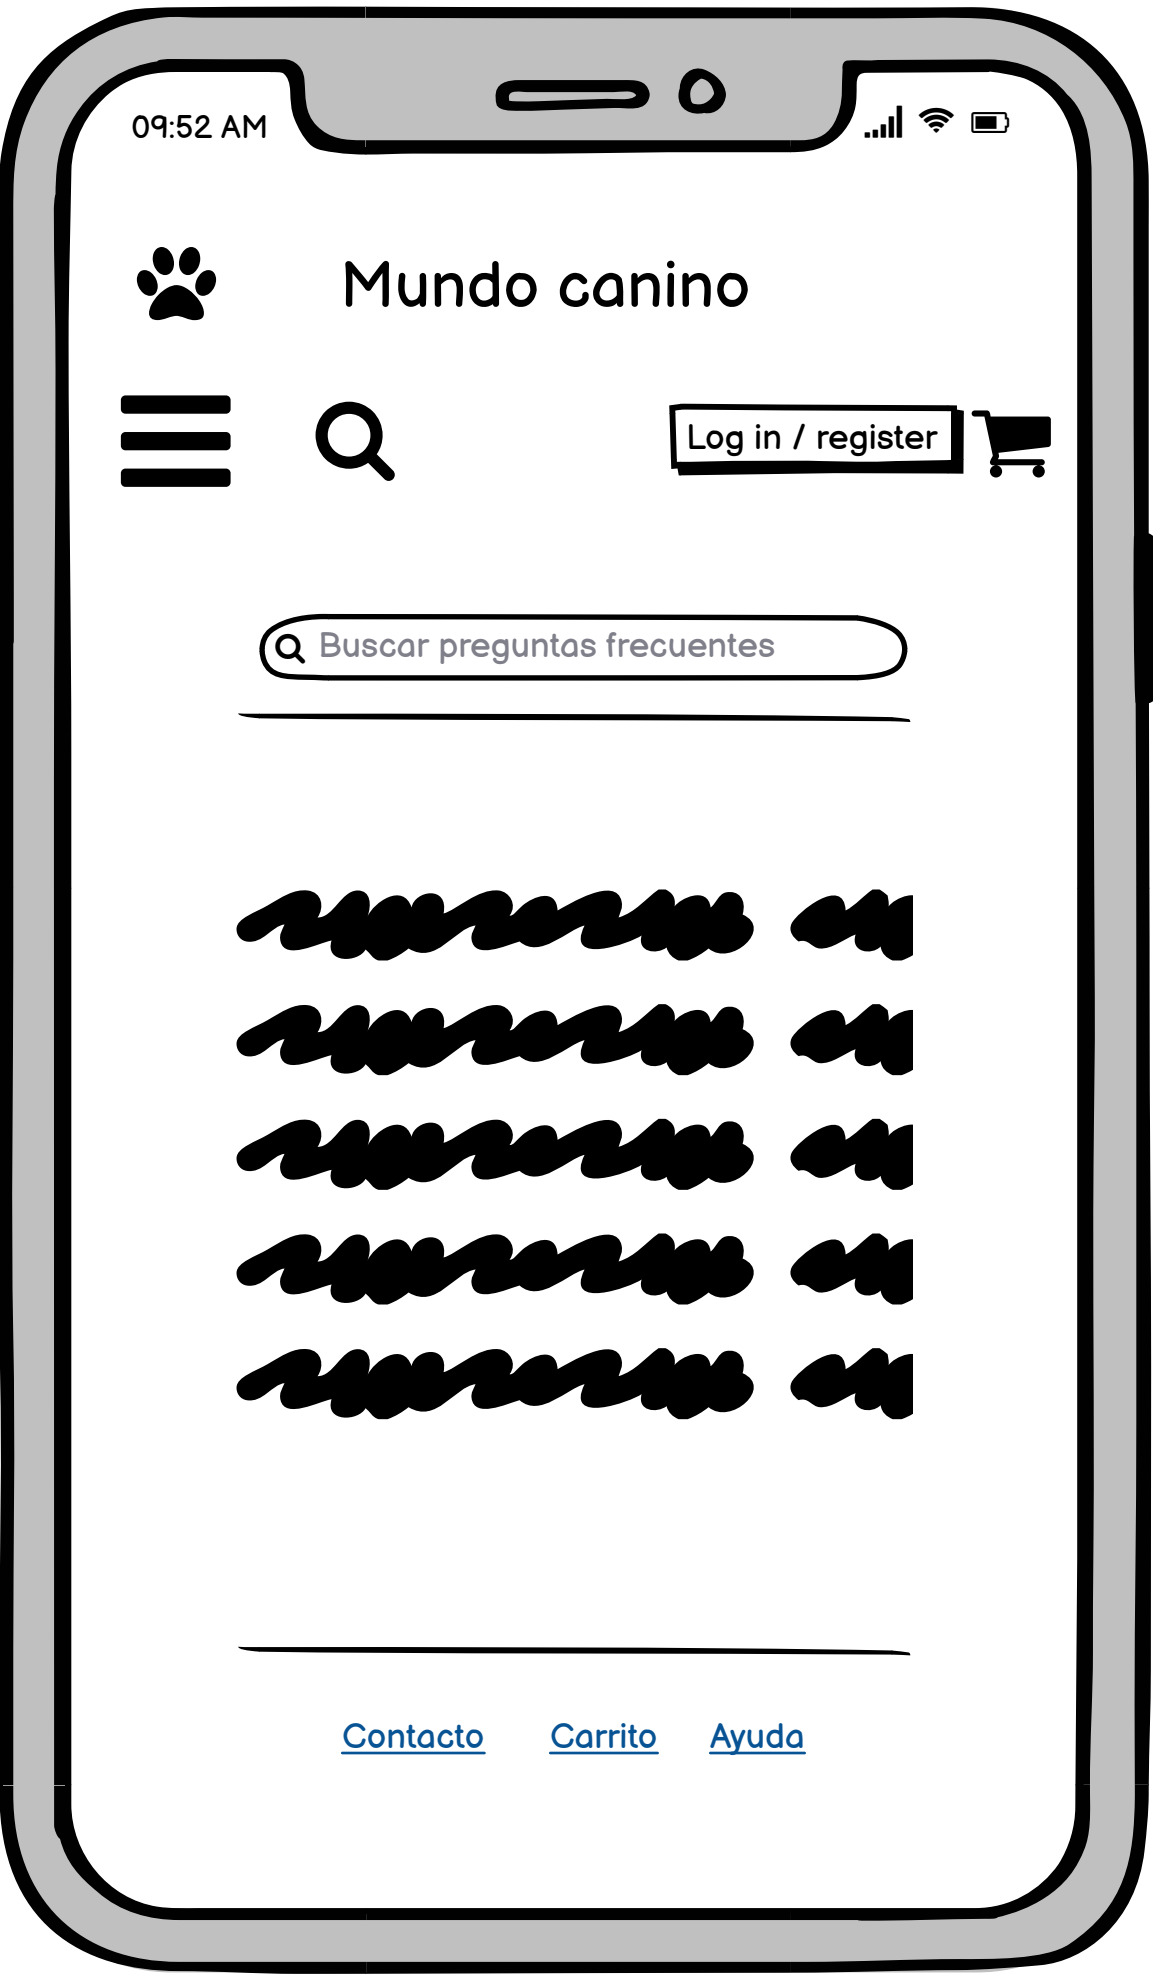 09:52 AM
Mundo canino
Log in / register
Buscar preguntas frecuentes
Contacto Carrito Ayuda